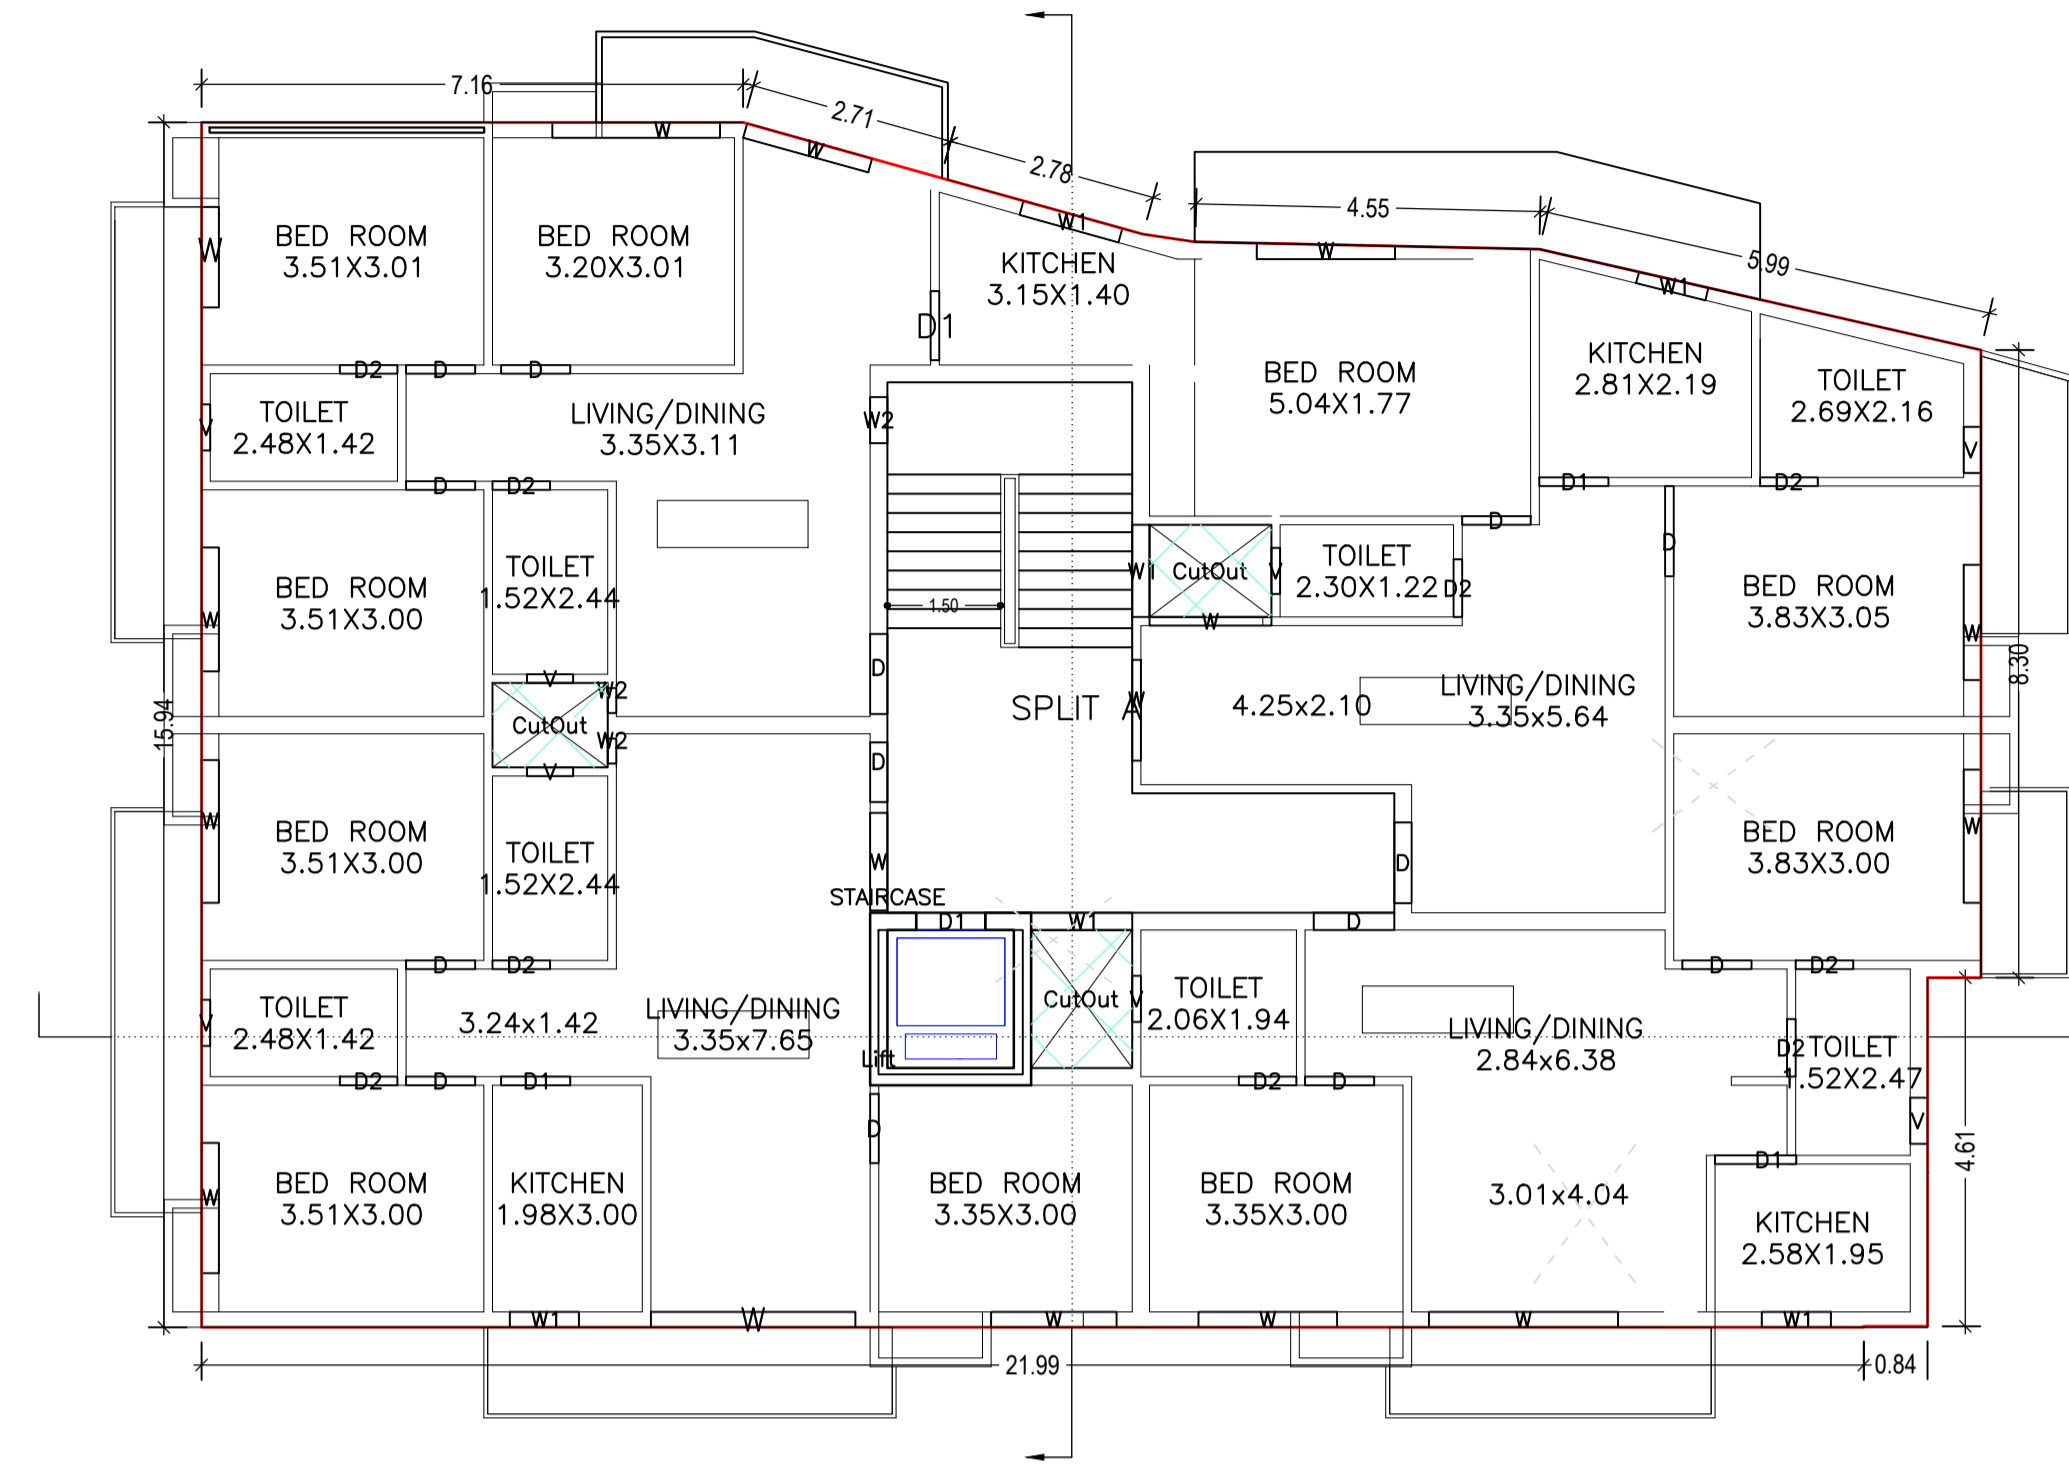 7.16
2.71
2.78
4.55
5.99
W
W
W1
W
W1
W
BED ROOM
3.51X3.01
BED ROOM
3.20X3.01
KITCHEN
3.15X1.40
D1
BED ROOM
5.04X1.77
KITCHEN
2.81X2.19
TOILET
2.69X2.16
D2
D
D
V
TOILET
2.48X1.42
LIVING/DINING
3.35X3.11
W2
V
D
D2
D1
D2
D
D
BED ROOM
3.51X3.00
W
TOILET
1.52X2.44
1.50
W1
CutOut
V
TOILET
2.30X1.22
D2
W
BED ROOM
3.83X3.05
W
8.30
V
W2
D
CutOut
W2
V
D
15.94
SPLIT A
W
4.25x2.10
LIVING/DINING
3.35x5.64
BED ROOM
3.51X3.00
W
TOILET
1.52X2.44
W
D
BED ROOM
3.83X3.00
W
STAIRCASE
D1
W1
D
D
D2
D
D2
V
TOILET
2.48X1.42
3.24x1.42
LIVING/DINING
3.35x7.65
Lift
CutOut
V
TOILET
2.06X1.94
LIVING/DINING
2.84x6.38
D2
TOILET
1.52X2.47
V
D2
D
D1
D
D2
D
D1
4.61
BED ROOM
3.51X3.00
W
KITCHEN
1.98X3.00
BED ROOM
3.35X3.00
BED ROOM
3.35X3.00
3.01x4.04
KITCHEN
2.58X1.95
W1
W
W
W
W
W1
21.99
0.84